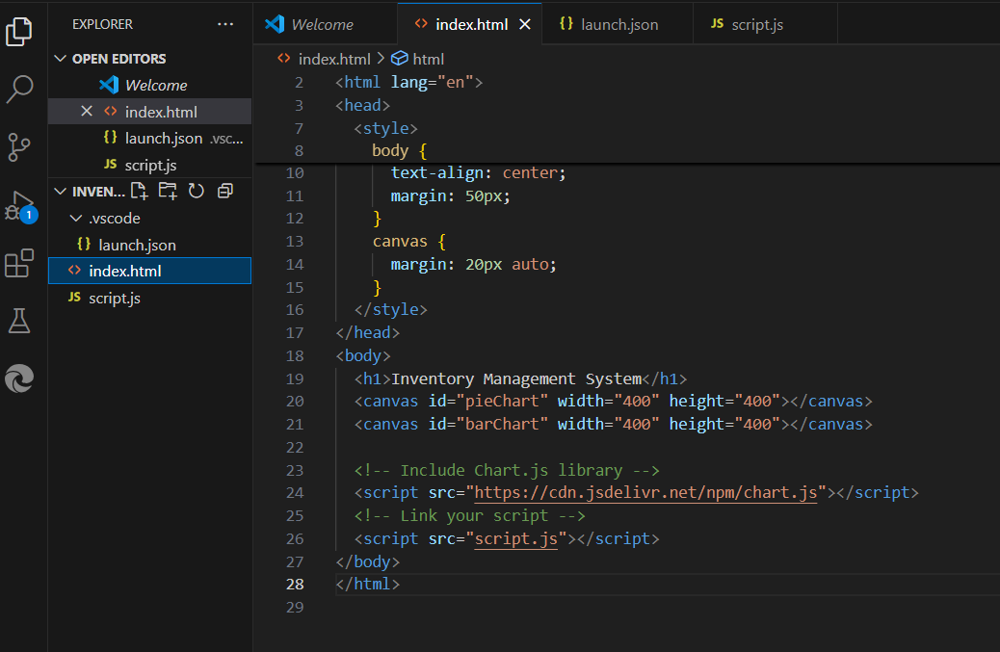 EXPLORER ...
OPEN EDITORS
Welcome
index.html
launch.json .vsc...
script.js
INVEN...
.vscode
launch.json
index.html
script.js
1
Welcome index.html launch.json script.js
index.html > html
2 <html lang="en">
3 <head>
7 <style>
8 body {
10 text-align: center;
11 margin: 50px;
12 }
13 canvas {
14 margin: 20px auto;
15 }
16 </style>
17 </head>
18 <body>
19 <h1>Inventory Management System</h1>
20 <canvas id="pieChart" width="400" height="400"></canvas>
21 <canvas id="barChart" width="400" height="400"></canvas>
22
23 <!-- Include Chart.js library -->
24 <script src="https://cdn.jsdelivr.net/npm/chart.js"></script>
25 <!-- Link your script -->
26 <script src="script.js"></script>
27 </body>
28 </html>
29